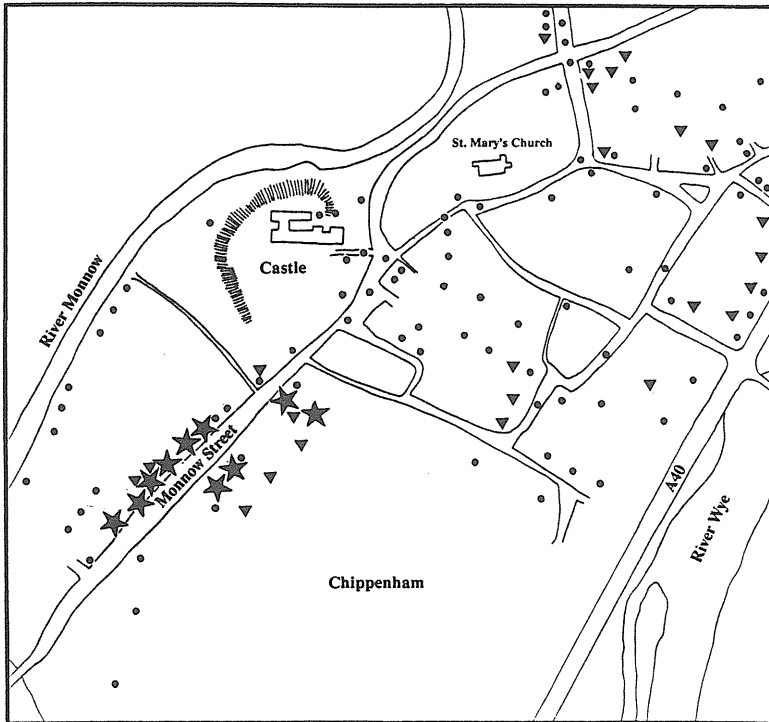 St. Mary's Church
Castle
River Monnow
Monnow Street
Chippenham
A40
River Wye